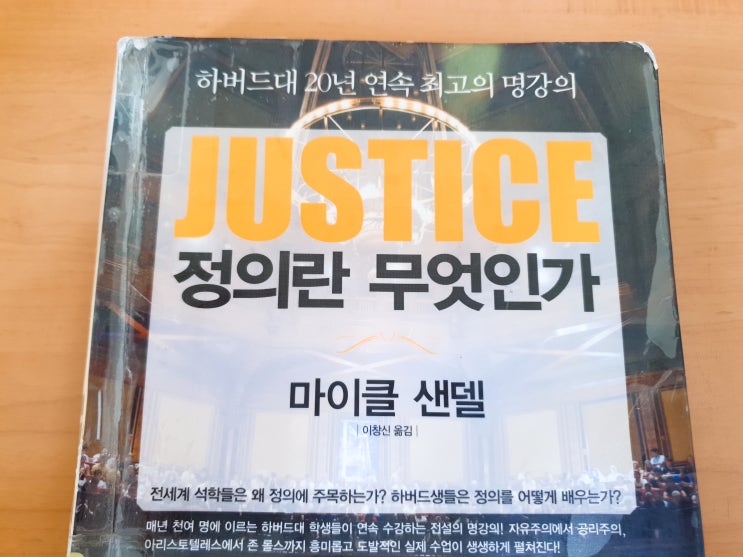 하버드대 20년 연속 최고의 명강의
JUSTICE
정의란 무엇인가
마이클 샌델
| 이창신 옮김 |
전세계 석학들은 왜 정의에 주목하는가? 하버드생들은 정의를 어떻게 배우는가?
매년 천여 명에 이르는 하버드대 학생들이 연속 수강하는 전설의 명강의! 자유주의에서 공리주의,
아리스토텔레스에서 존 롤스까지 흥미롭고 도발적인 실제 수업이 생생하게 펼쳐진다!